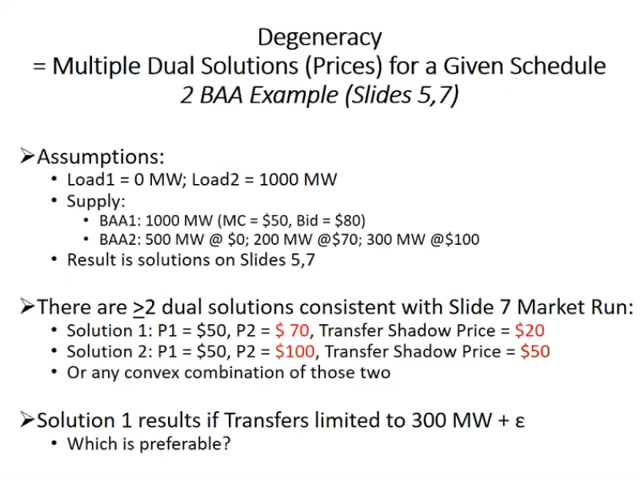 Degeneracy
= Multiple Dual Solutions (Prices) for a Given Schedule
2 BAA Example (Slides 5,7)
➢Assumptions:
• Load1 = 0 MW; Load2 = 1000 MW
• Supply:
• BAA1: 1000 MW (MC = $50, Bid = $80)
• BAA2: 500 MW @ $0; 200 MW @$70; 300 MW @$100
• Result is solutions on Slides 5,7
➢There are >2 dual solutions consistent with Slide 7 Market Run:
• Solution 1: P1 = $50, P2 = $ 70, Transfer Shadow Price = $20
• Solution 2: P1 = $50, P2 = $100, Transfer Shadow Price = $50
• Or any convex combination of those two
➢Solution 1 results if Transfers limited to 300 MW + ε
• Which is preferable?